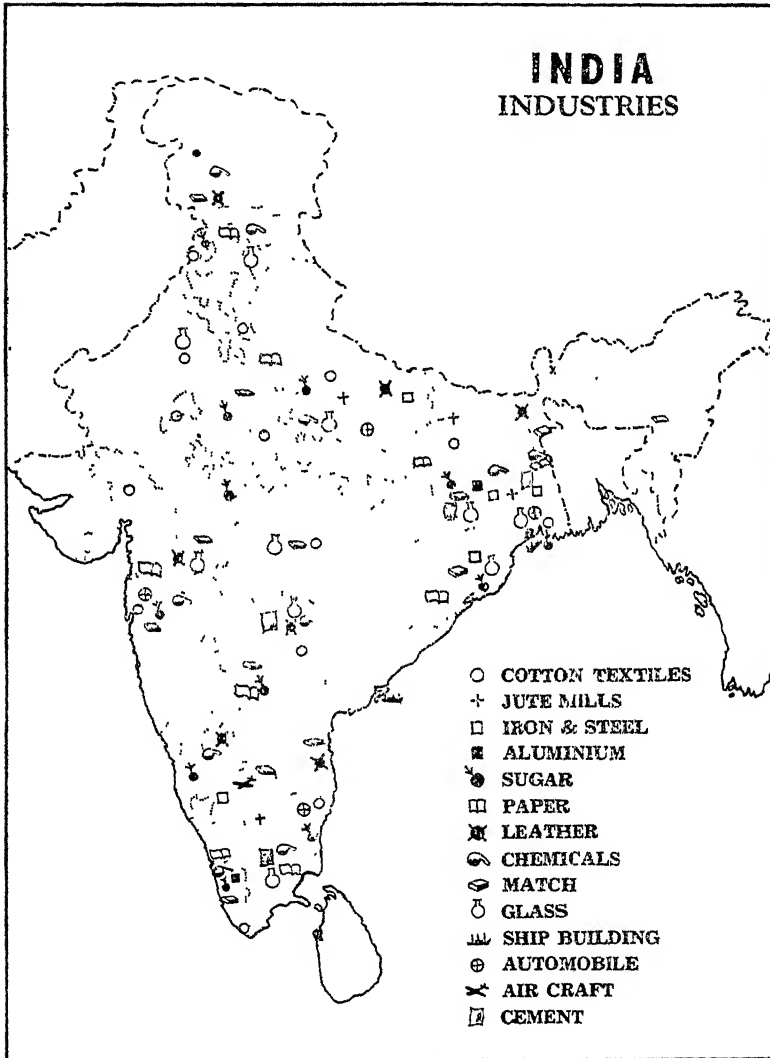 INDIA
INDUSTRIES
COTTON TEXTILES
JUTE MILLS
IRON & STEEL
ALUMINIUM
SUGAR
PAPER
LEATHER
CHEMICALS
MATCH
GLASS
SHIP BUILDING
AUTOMOBILE
AIR CRAFT
CEMENT